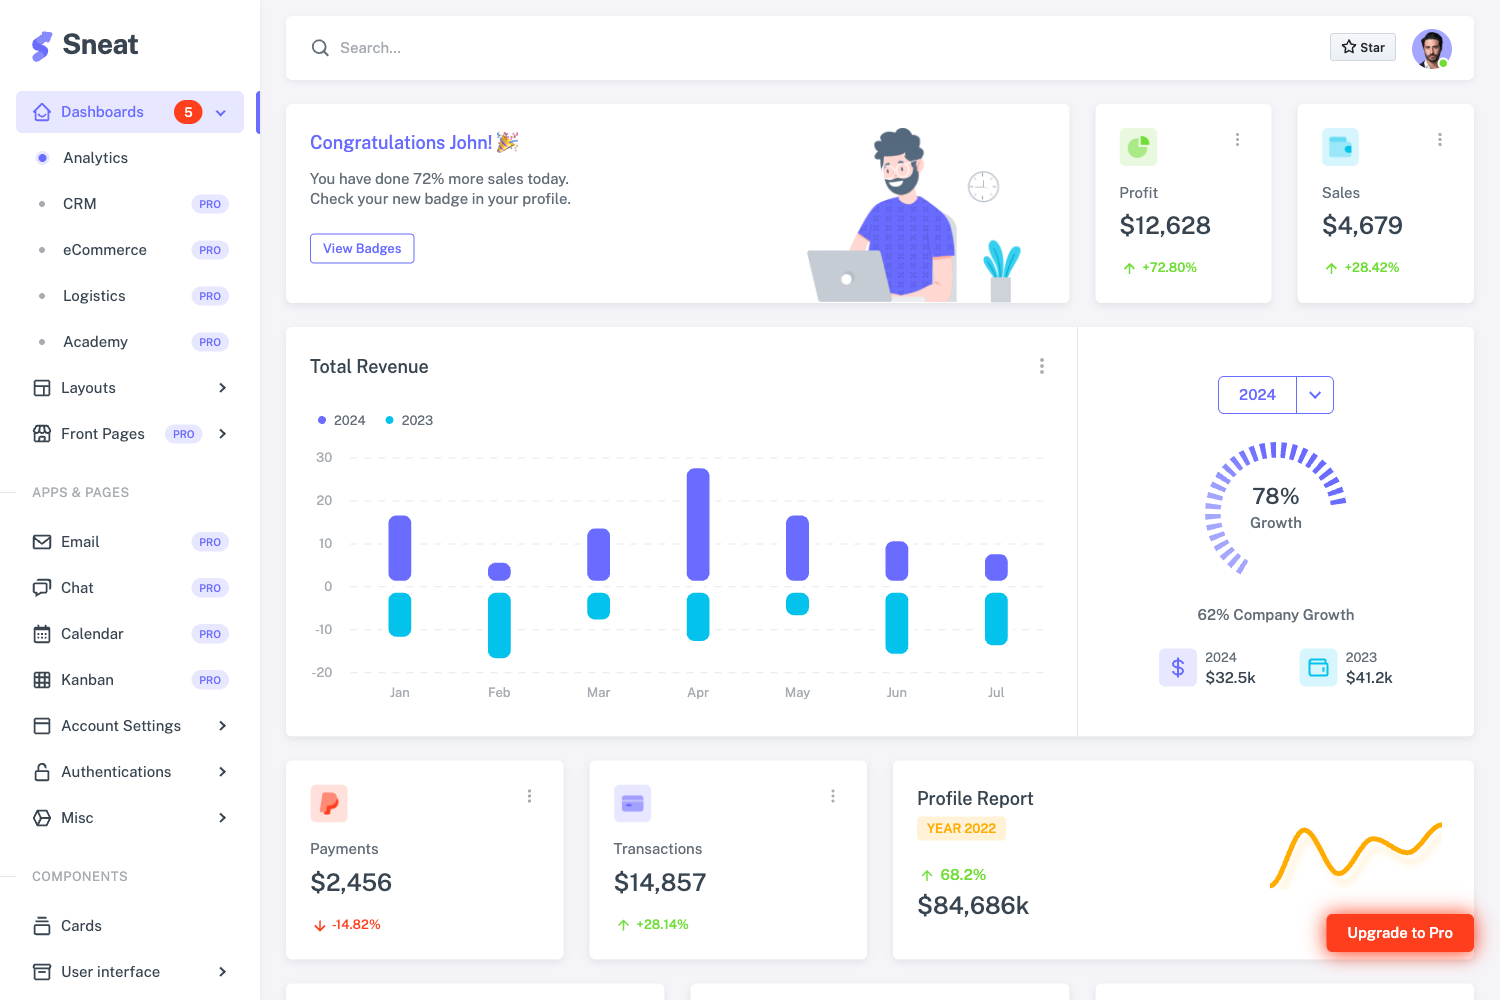 Sneat
Dashboards
5
Analytics
CRM
PRO
eCommerce
PRO
Logistics
PRO
Academy
PRO
Layouts
Front Pages
PRO
APPS & PAGES
Email
PRO
Chat
PRO
Calendar
PRO
Kanban
PRO
Account Settings
Authentications
Misc
COMPONENTS
Cards
User interface
Search...
Star
Congratulations John!
You have done 72% more sales today.
Check your new badge in your profile.
View Badges
Profit
$12,628
+72.80%
Sales
$4,679
+28.42%
Total Revenue
2024 2023
30
20
10
0
-10
-20
Jan Feb Mar Apr May Jun Jul
2024
78%
Growth
62% Company Growth
2024
$32.5k
2023
$41.2k
Payments
$2,456
-14.82%
Transactions
$14,857
+28.14%
Profile Report
YEAR 2022
68.2%
$84,686k
Upgrade to Pro